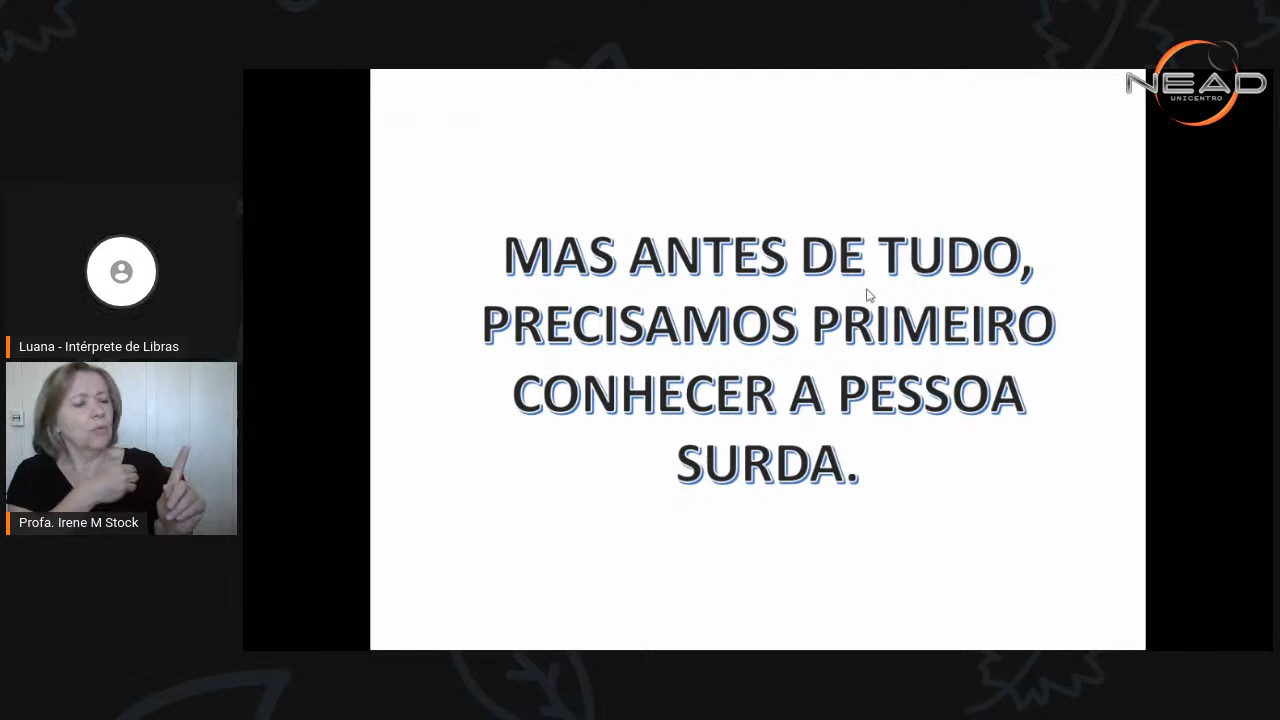 NEAD
UNICENTRO
MAS ANTES DE TUDO,
PRECISAMOS PRIMEIRO
CONHECER A PESSOA
SURDA.
Luana - Intérprete de Libras
Profa. Irene M Stock